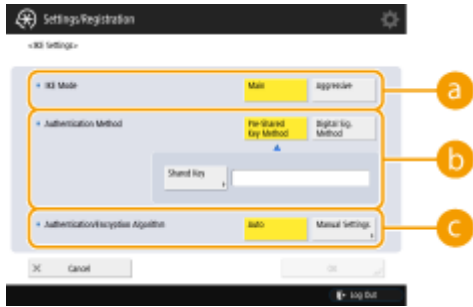 Settings/Registration
<IKE Settings>
IKE Mode
Main
Aggressive
a
Authentication Method
Pre-Shared
Key Method
Digital Sig.
Method
b
Shared Key
Authentication/Encryption Algorithm
Auto
Manual Settings
c
Cancel
OK
Log Out